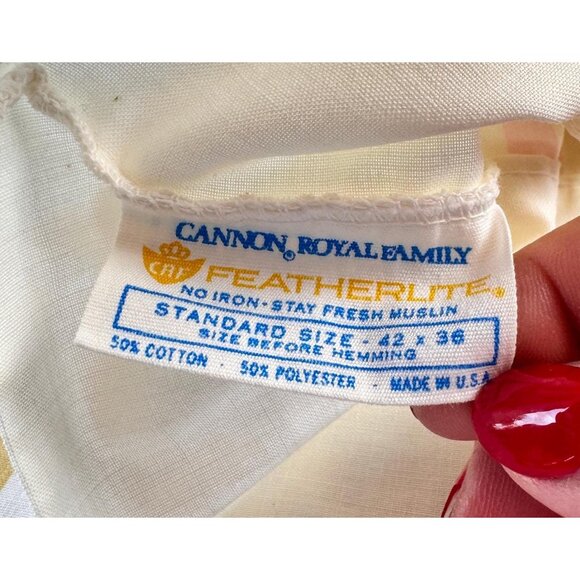 CANNON® ROYAL FAMILY
CRF FEATHERLITE®
NO IRON - STAY FRESH MUSLIN
STANDARD SIZE - 42 x 36
SIZE BEFORE HEMMING
50% COTTON - 50% POLYESTER - MADE IN U.S.A